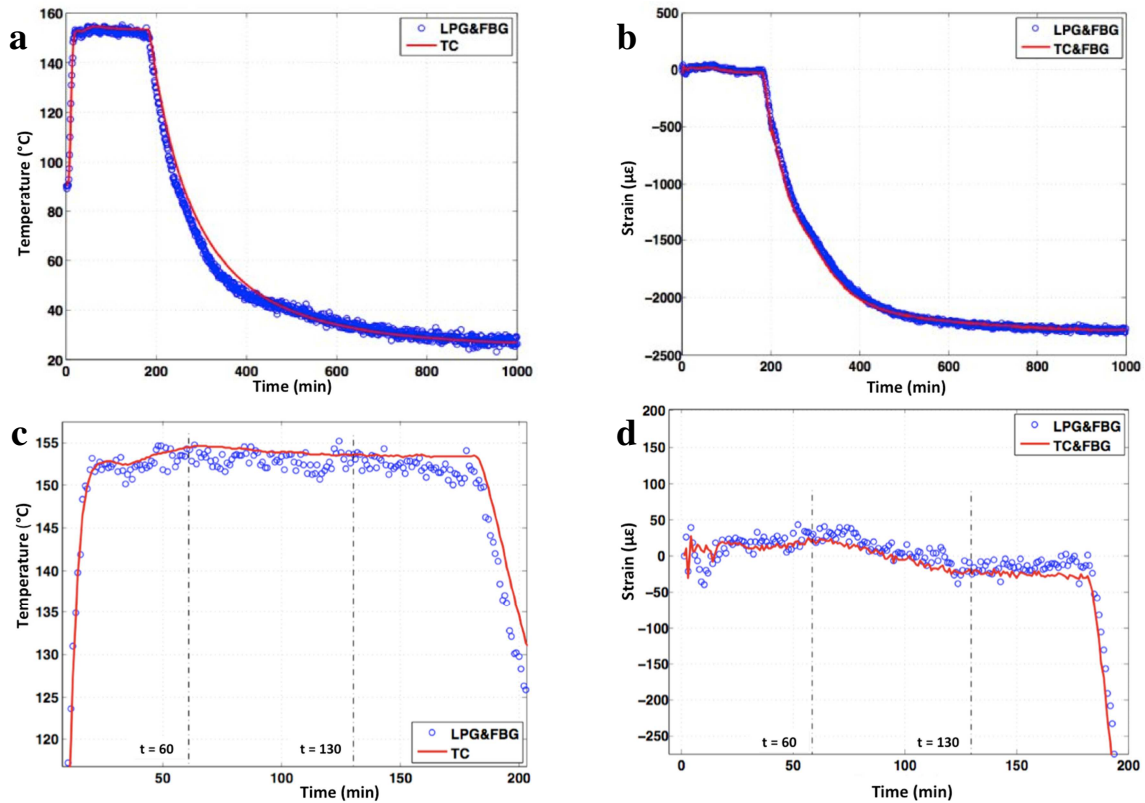 a
160
140
120
100
80
60
40
20
0
200
400
600
800
1000
Temperature (°C)
Time (min)
LPG&FBG
TC
b
500
0
−500
−1000
−1500
−2000
−2500
0
200
400
600
800
1000
Strain (µε)
Time (min)
LPG&FBG
TC&FBG
c
155
150
145
140
135
130
125
120
50
100
150
200
Temperature (°C)
Time (min)
t = 60
t = 130
LPG&FBG
TC
d
200
150
100
50
0
−50
−100
−150
−200
−250
0
50
100
150
200
Strain (µε)
Time (min)
t = 60
t = 130
LPG&FBG
TC&FBG